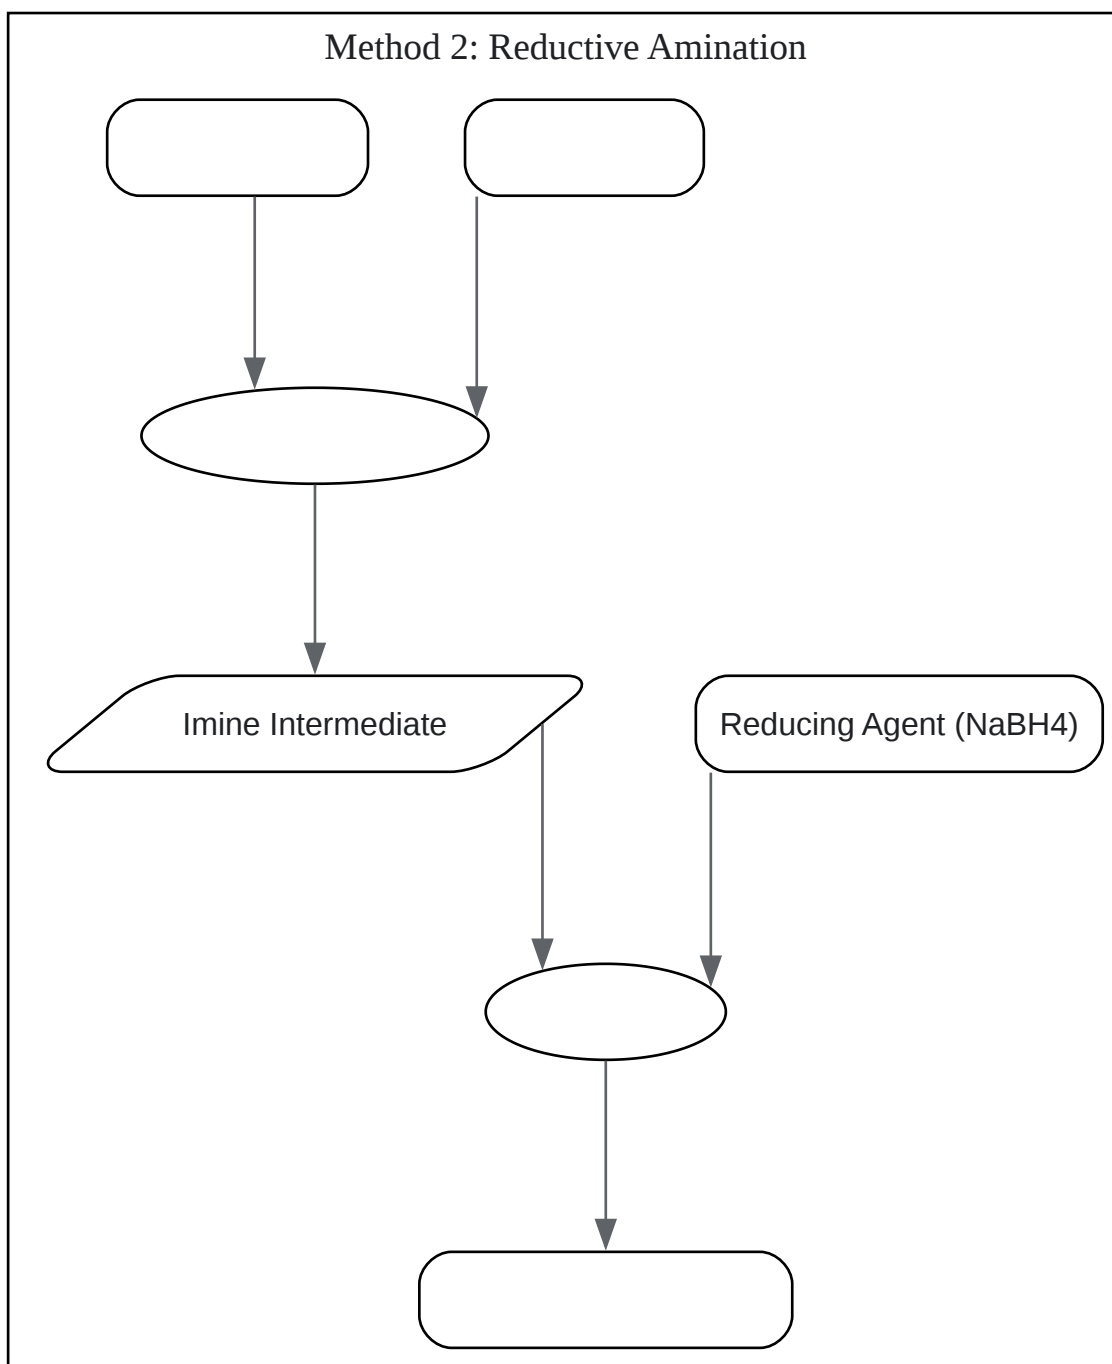 Method 2: Reductive Amination
Imine Intermediate
Reducing Agent (NaBH4)